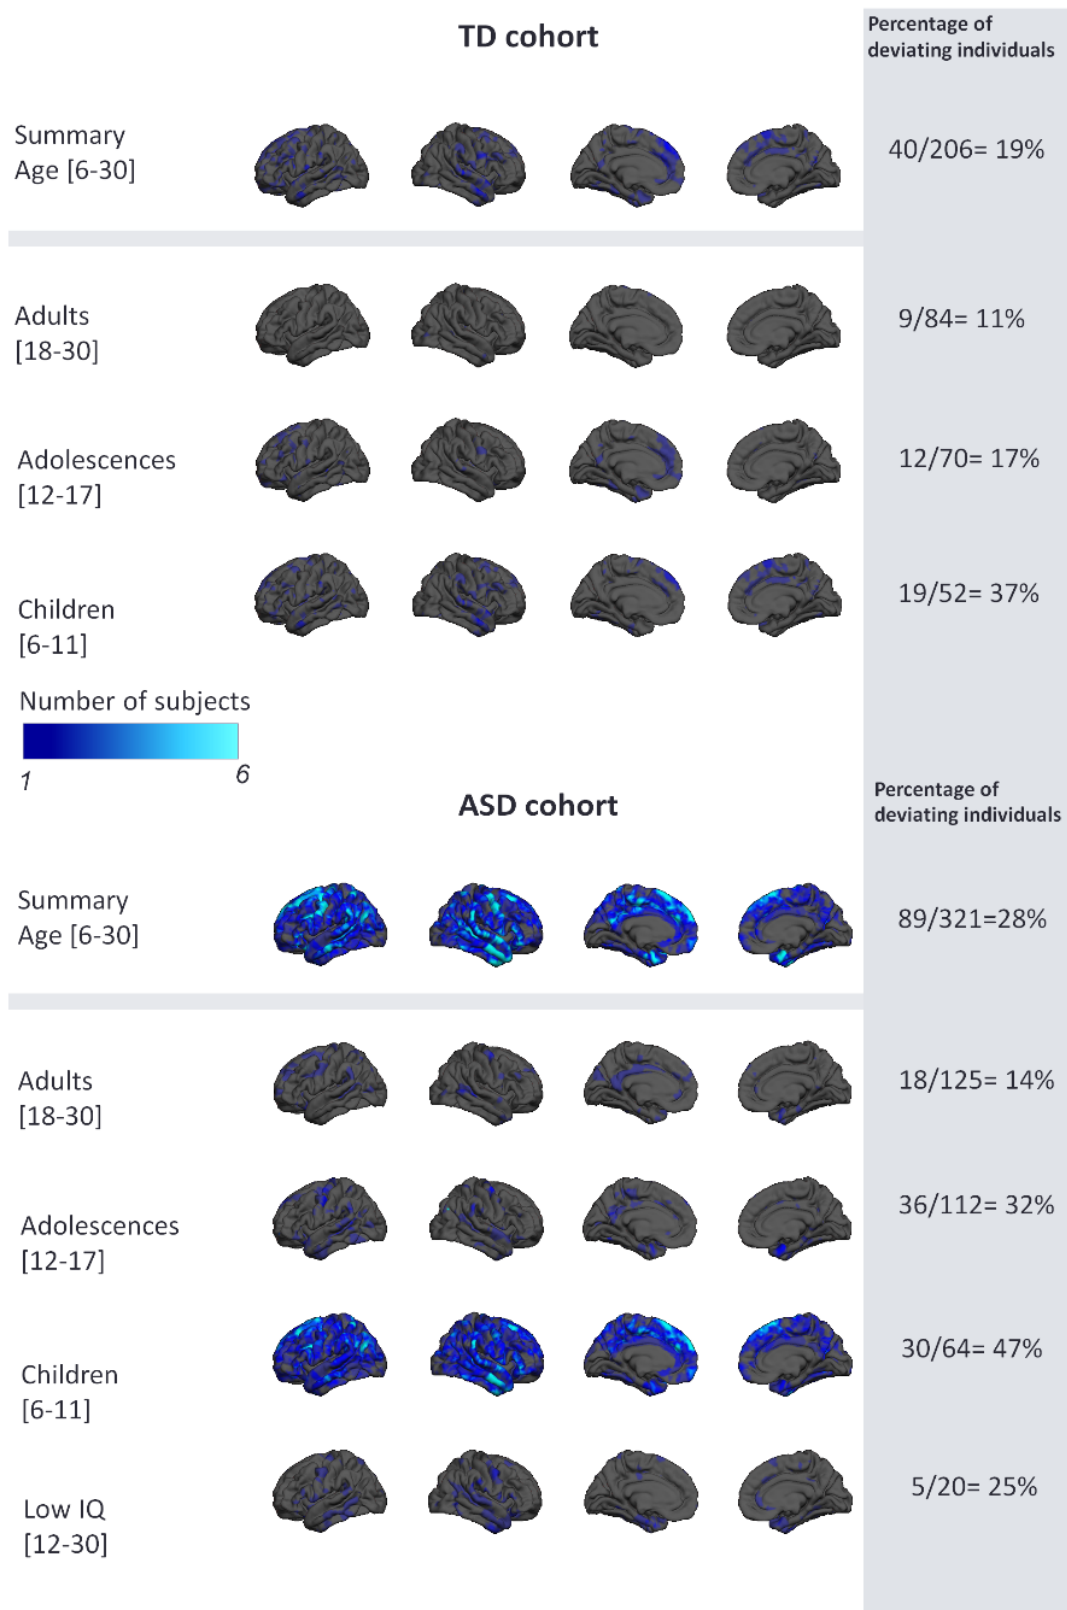 TD cohort
Percentage of
deviating individuals
Summary
Age [6-30]
40/206= 19%
Adults
[18-30]
9/84= 11%
Adolescences
[12-17]
12/70= 17%
Children
[6-11]
19/52= 37%
Number of subjects
1 6
ASD cohort
Percentage of
deviating individuals
Summary
Age [6-30]
89/321=28%
Adults
[18-30]
18/125= 14%
Adolescences
[12-17]
36/112= 32%
Children
[6-11]
30/64= 47%
Low IQ
[12-30]
5/20= 25%